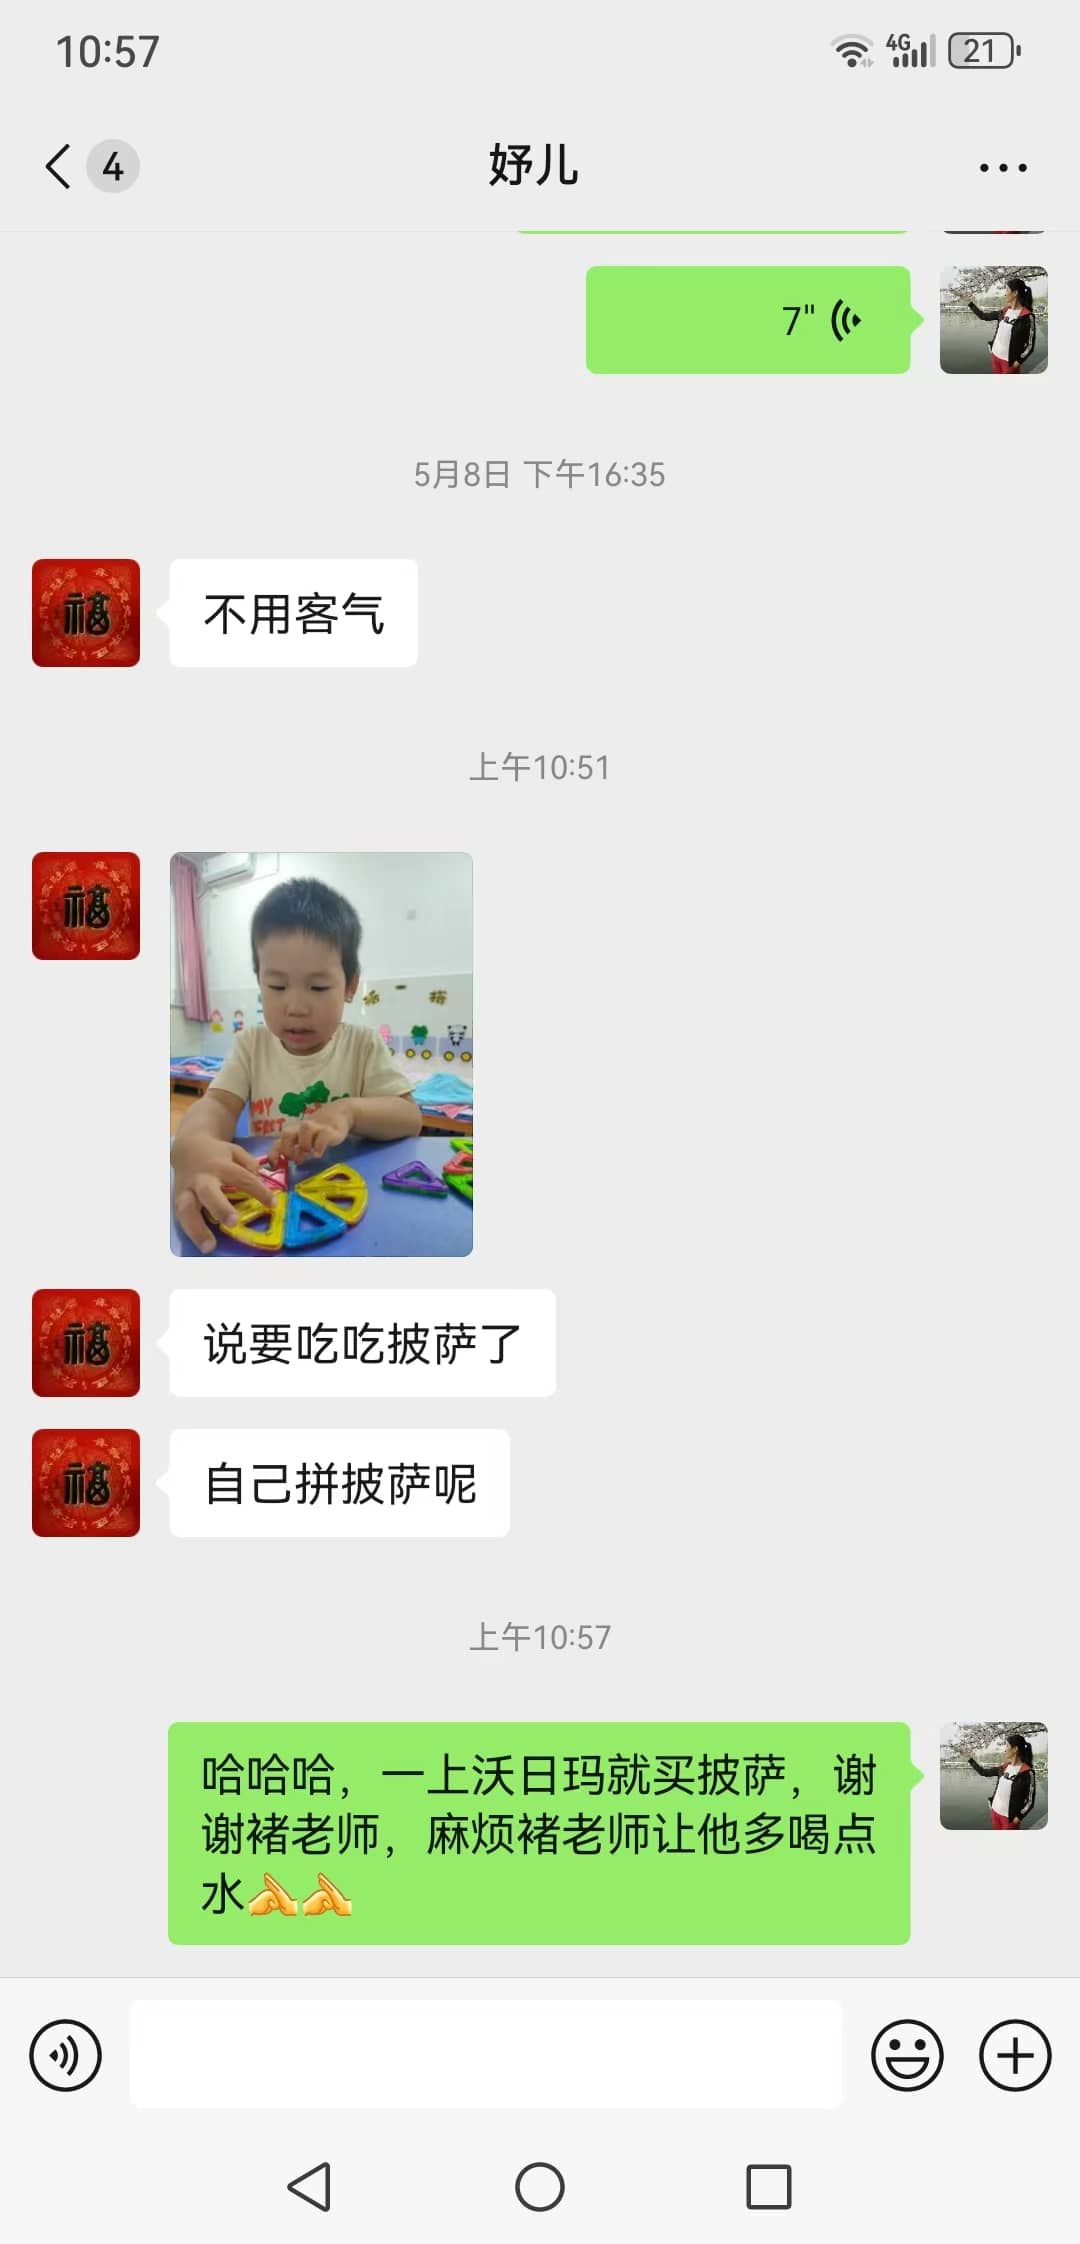 10:57
4G
21
4
妤儿
7"
5月8日 下午16:35
福
不用客气
上午10:51
福
MY
福
说要吃吃披萨了
福
自己拼披萨呢
上午10:57
哈哈哈，一上沃日玛就买披萨，谢
谢褚老师，麻烦褚老师让他多喝点
水